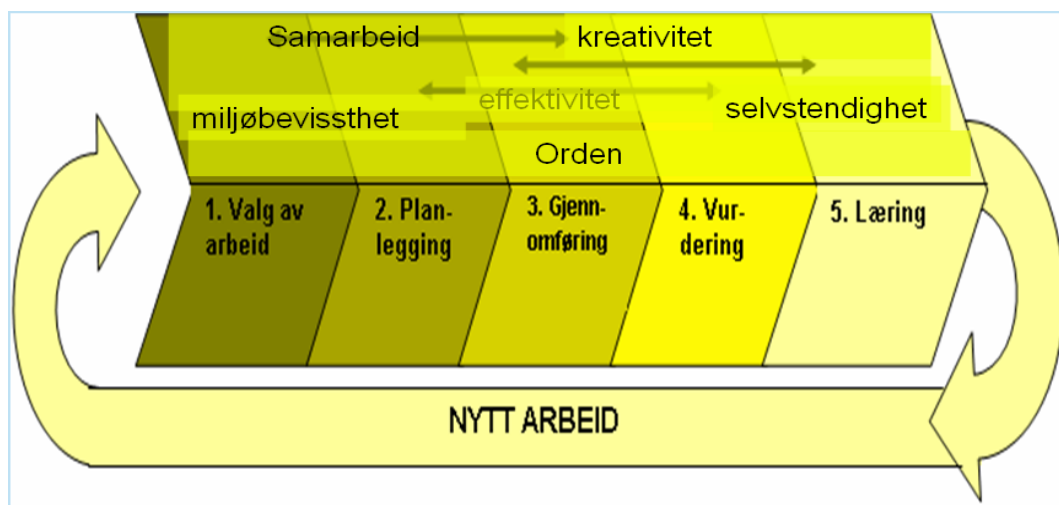 Samarbeid kreativitet
effektivitet
miljøbevissthet selvstendighet
Orden
1. Valg av
arbeid
2. Plan-
legging
3. Gjenn-
omføring
4. Vur-
dering
5. Læring
NYTT ARBEID